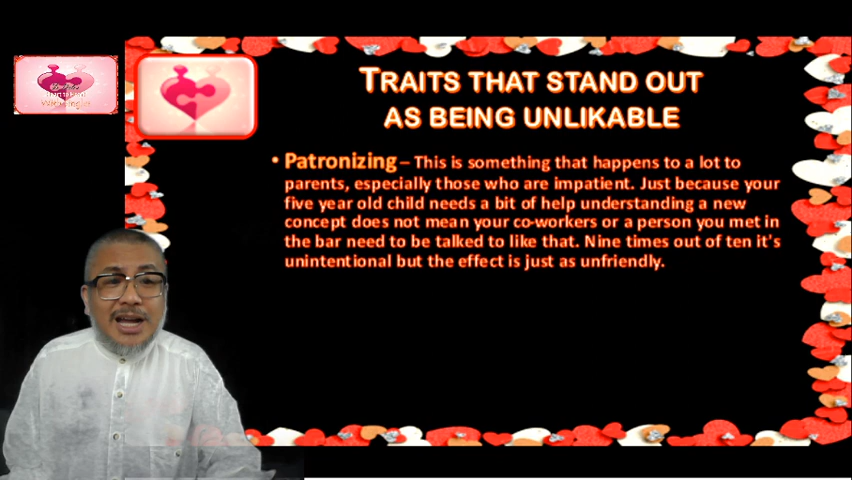 TRAITS THAT STAND OUT
AS BEING UNLIKABLE
• Patronizing – This is something that happens to a lot to
parents, especially those who are impatient. Just because your
five year old child needs a bit of help understanding a new
concept does not mean your co-workers or a person you met in
the bar need to be talked to like that. Nine times out of ten it's
unintentional but the effect is just as unfriendly.